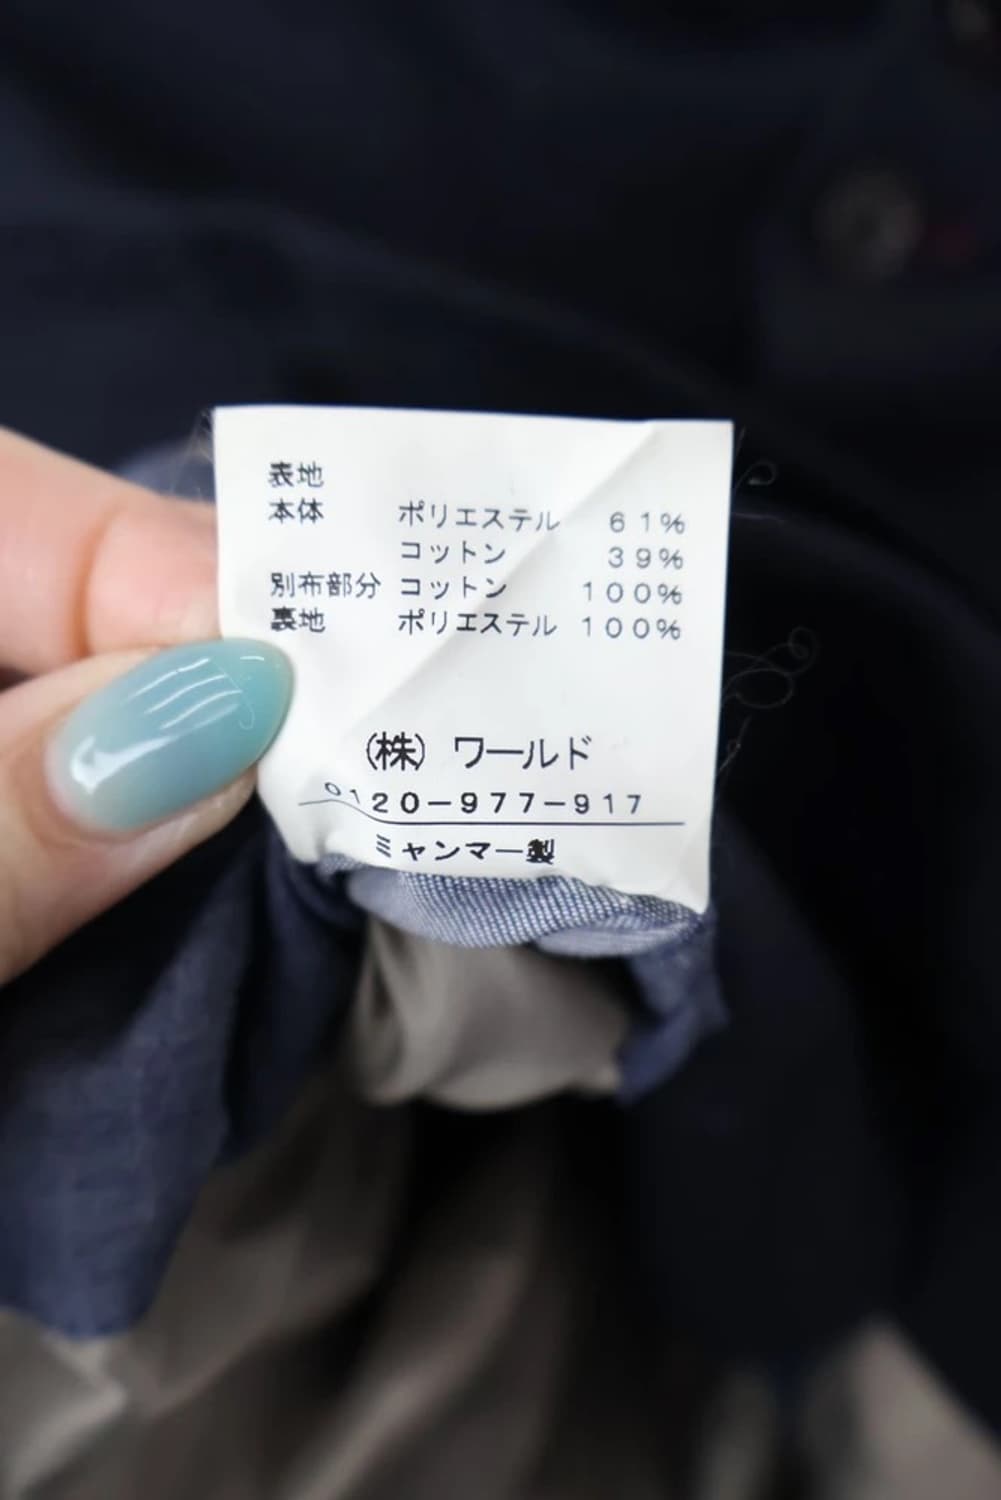 表地
本体 ポリエステル 61%
コットン 39%
別布部分 コットン 100%
裏地 ポリエステル 100%
(株) ワールド
0120-977-917
ミャンマー製